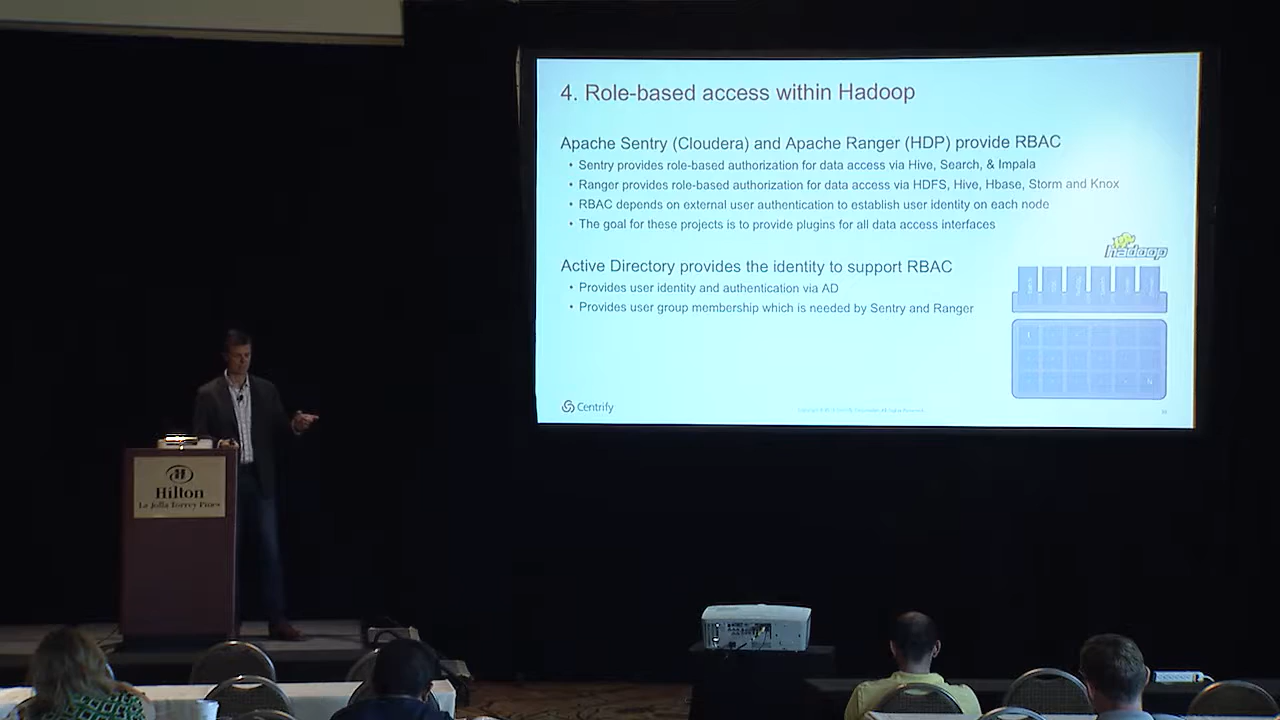 4. Role-based access within Hadoop
Apache Sentry (Cloudera) and Apache Ranger (HDP) provide RBAC
• Sentry provides role-based authorization for data access via Hive, Search, & Impala
• Ranger provides role-based authorization for data access via HDFS, Hive, Hbase, Storm and Knox
• RBAC depends on external user authentication to establish user identity on each node
• The goal for these projects is to provide plugins for all data access interfaces
hadoop
Active Directory provides the identity to support RBAC
• Provides user identity and authentication via AD
• Provides user group membership which is needed by Sentry and Ranger
Centrify
Hilton
La Jolla Torrey Pines